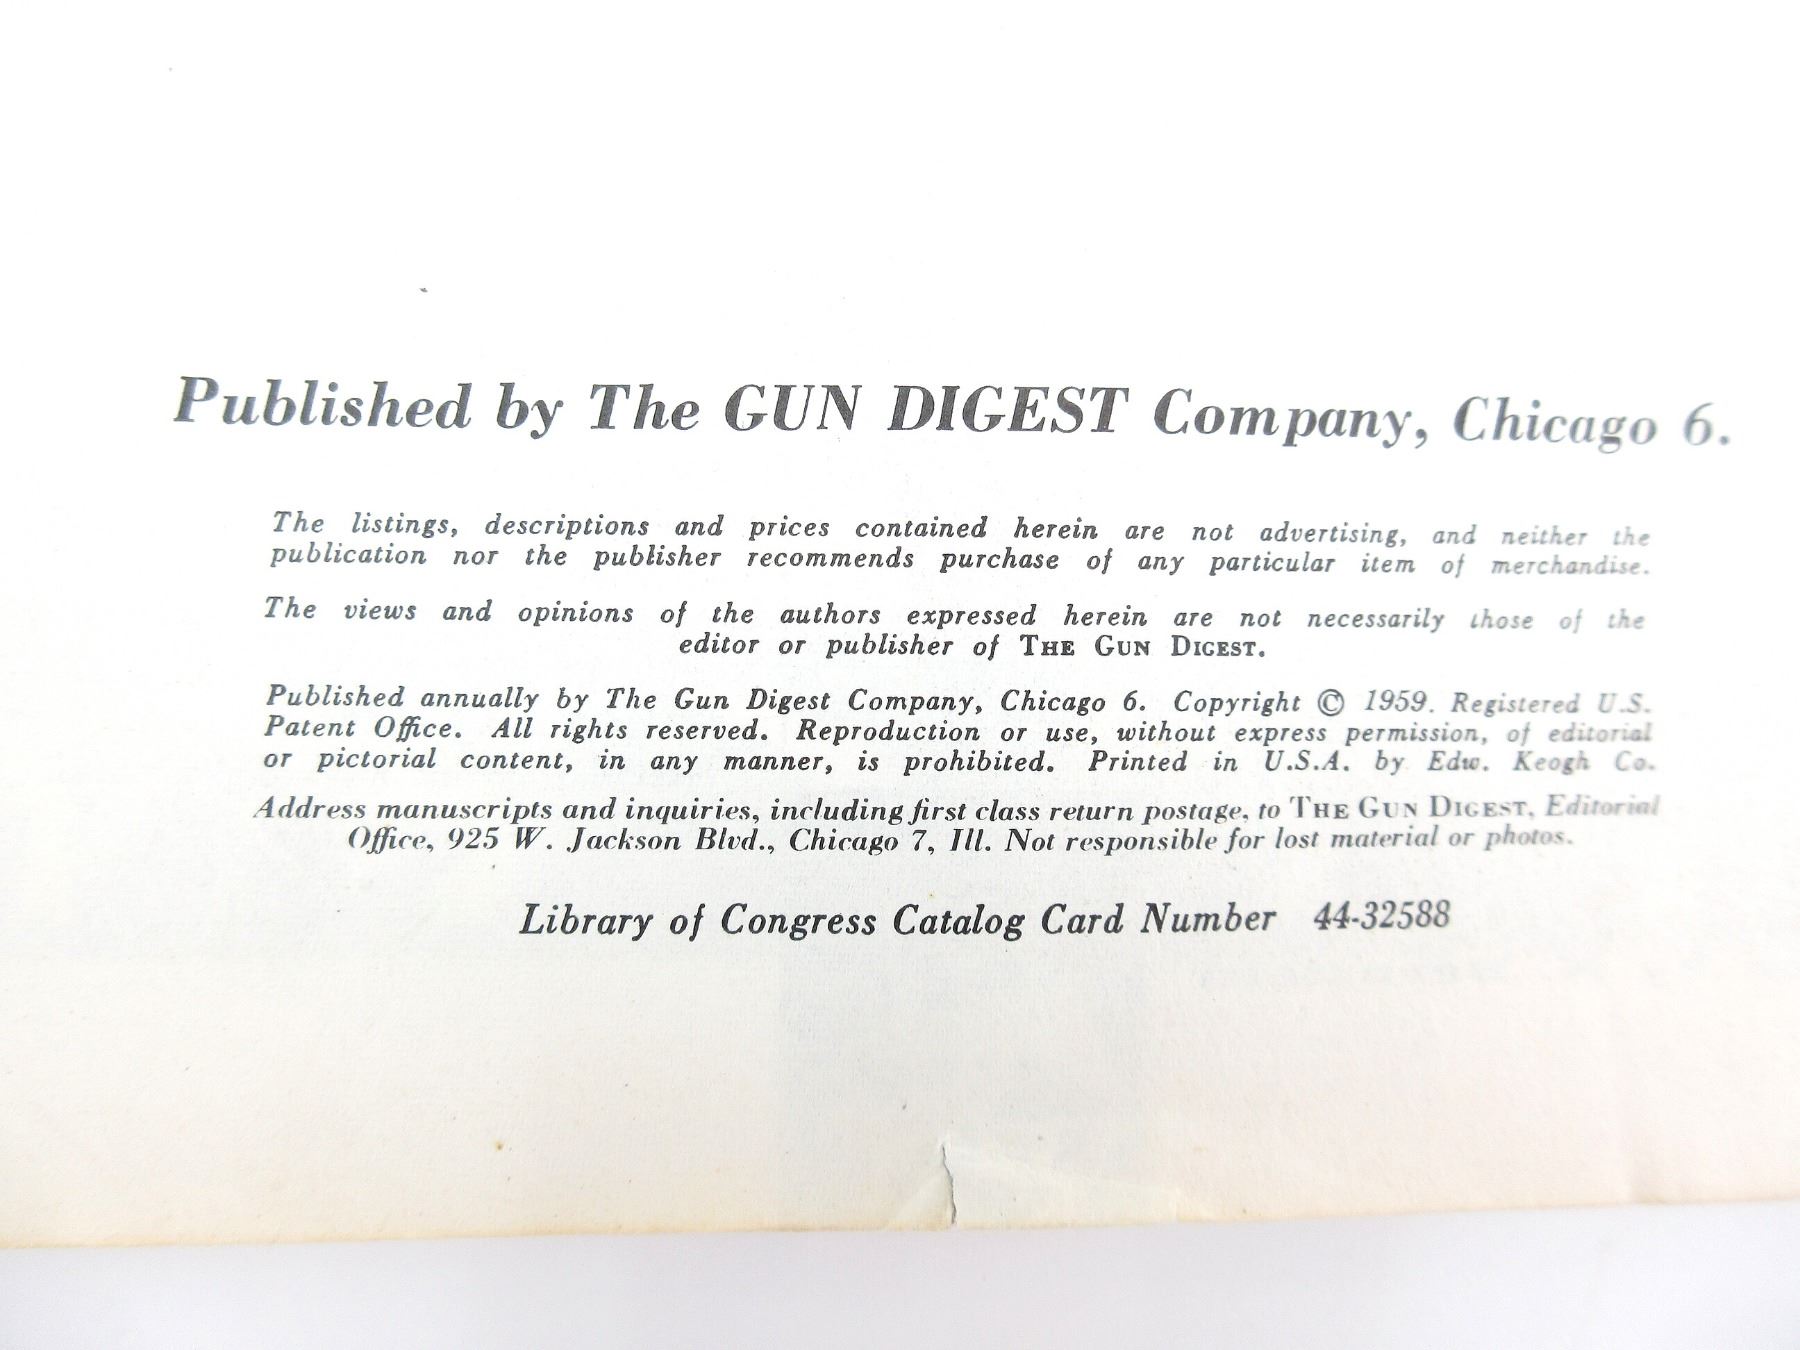 Published by The GUN DIGEST Company, Chicago 6.
The listings, descriptions and prices contained herein are not advertising, and neither the
publication nor the publisher recommends purchase of any particular item of merchandise.
The views and opinions of the authors expressed herein are not necessarily those of the
editor or publisher of THE GUN DIGEST.
Published annually by The Gun Digest Company, Chicago 6. Copyright © 1959. Registered U.S.
Patent Office. All rights reserved. Reproduction or use, without express permission, of editorial
or pictorial content, in any manner, is prohibited. Printed in U.S.A. by Edw. Keogh Co.
Address manuscripts and inquiries, including first class return postage, to THE GUN DIGEST, Editorial
Office, 925 W. Jackson Blvd., Chicago 7, Ill. Not responsible for lost material or photos.
Library of Congress Catalog Card Number 44-32588